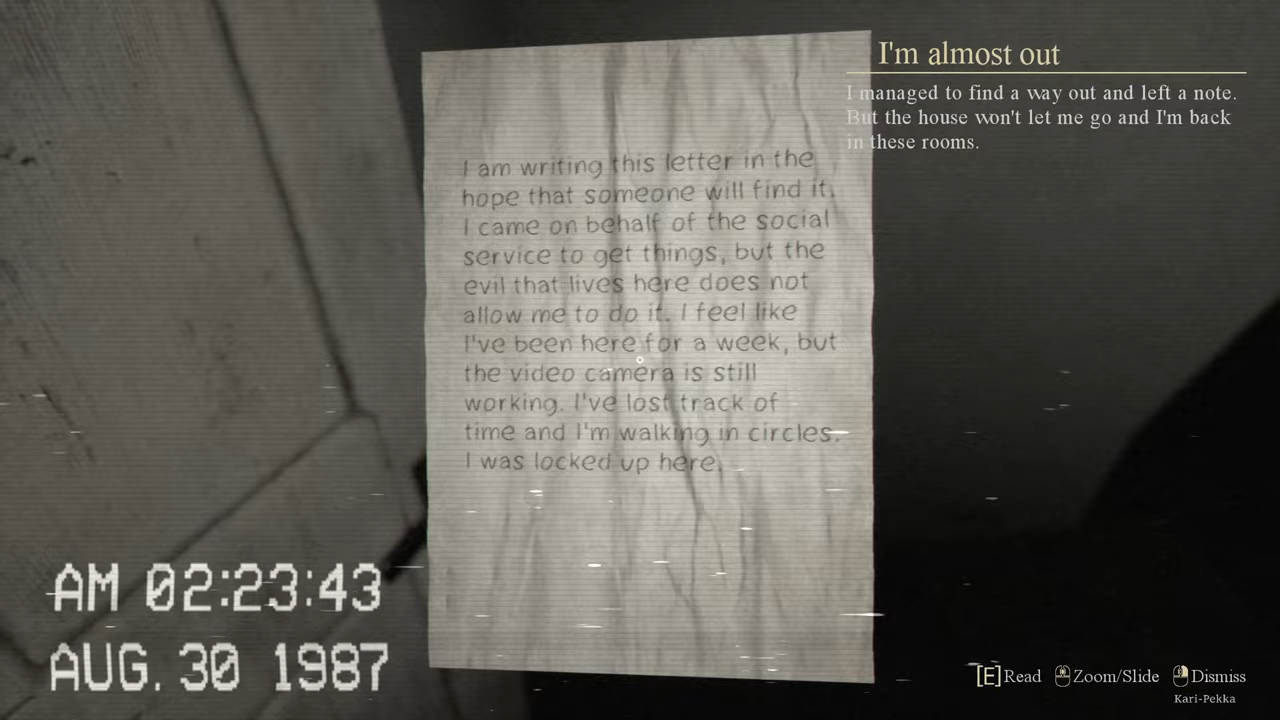 I'm almost out
I managed to find a way out and left a note.
But the house won't let me go and I'm back
in these rooms.
I am writing this letter in the
hope that someone will find it.
I came on behalf of the social
service to get things, but the
evil that lives here does not
allow me to do it. I feel like
I've been here for a week, but
the video camera is still
working. I've lost track of
time and I'm walking in circles.
I was locked up here.
AM 02:23:43
AUG. 30 1987
[E] Read Zoom/Slide Dismiss
Kari-Pekka